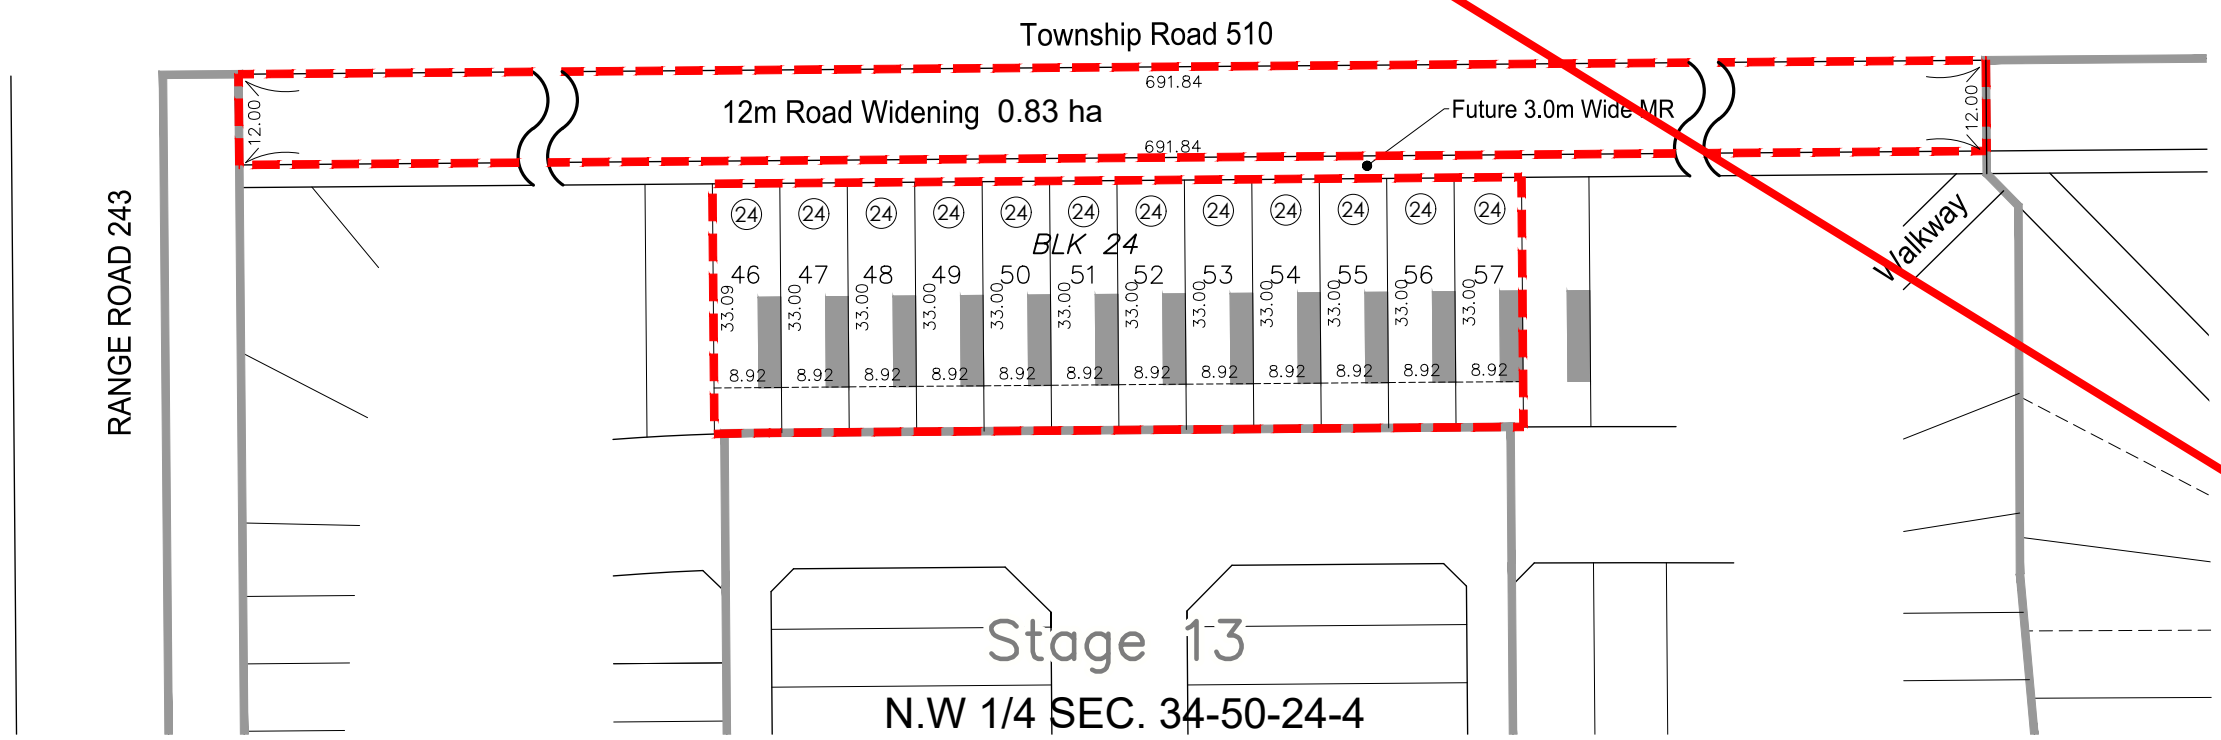 Township Road 510
691.84
12.00
12m Road Widening 0.83 ha
Future 3.0m Wide MR
12.00
691.84
RANGE ROAD 243
Walkway
24 24 24 24 24 24 24 24 24 24 24 24
BLK 24
46 47 48 49 50 51 52 53 54 55 56 57
33.09 33.00 33.00 33.00 33.00 33.00 33.00 33.00 33.00 33.00 33.00 33.00
8.92 8.92 8.92 8.92 8.92 8.92 8.92 8.92 8.92 8.92 8.92 8.92
Stage 13
N.W 1/4 SEC. 34-50-24-4